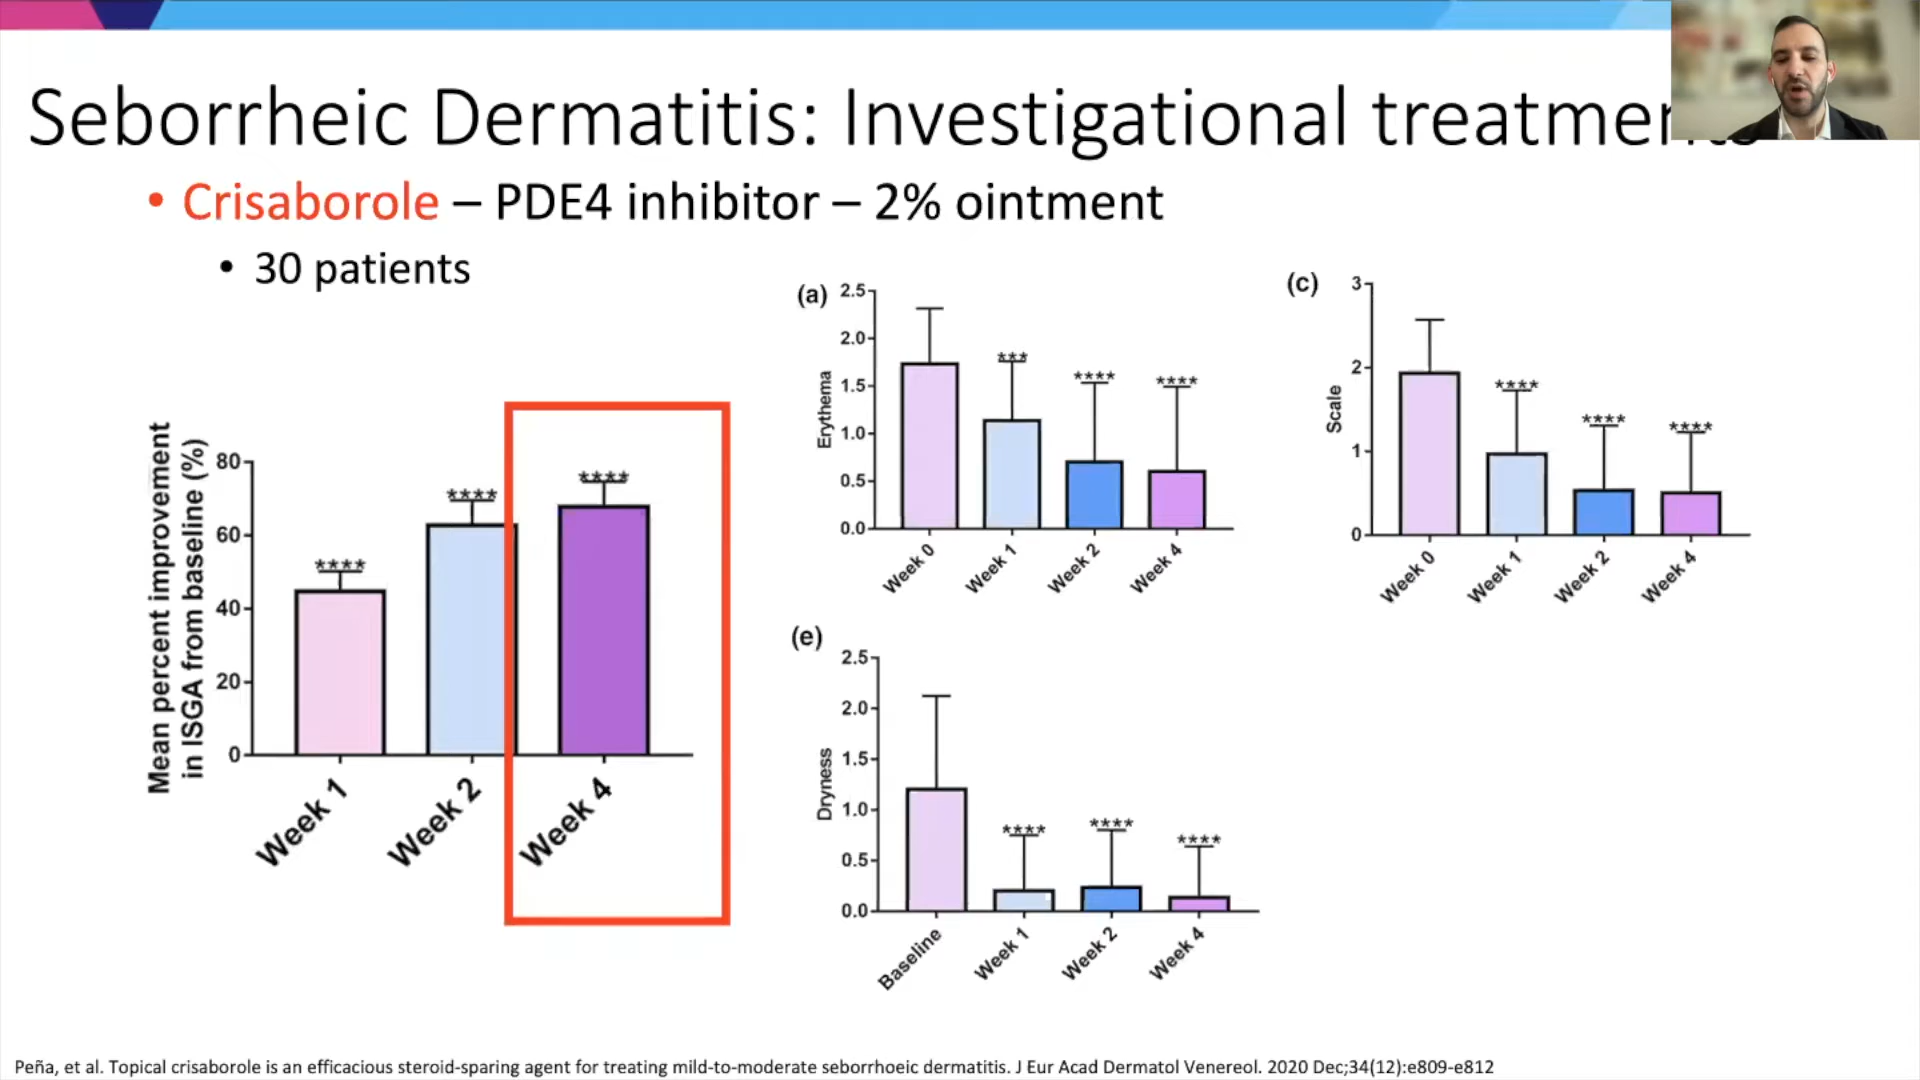 Seborrheic Dermatitis: Investigational
• Crisaborole – PDE4 inhibitor – 2% ointment
• 30 patients
Mean percent improvement
in ISGA from baseline (%)
80
60
40
20
0
****
****
****
Week 1
Week 2
Week 4
(a)
Erythema
2.5
2.0
1.5
1.0
0.5
0.0
***
****
****
Week 0
Week 1
Week 2
Week 4
(c)
Scale
3
2
1
0
****
****
****
Week 0
Week 1
Week 2
Week 4
(e)
Dryness
2.5
2.0
1.5
1.0
0.5
0.0
****
****
****
Baseline
Week 1
Week 2
Week 4
Peña, et al. Topical crisaborole is an efficacious steroid-sparing agent for treating mild-to-moderate seborrhoeic dermatitis. J Eur Acad Dermatol Venereol. 2020 Dec;34(12):e809-e812